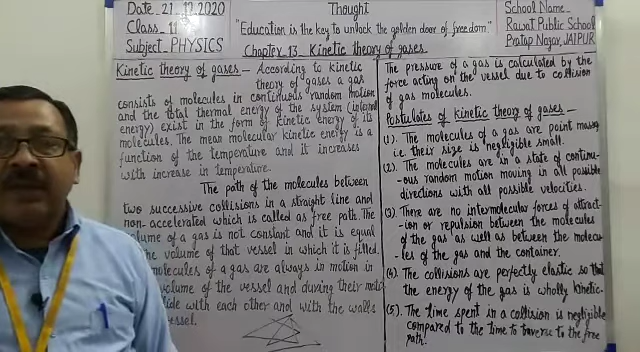 Date 21.12.2020
Class_ 11
Subject_PHYSICS
Thought
"Education is the key to unlock the golden door of freedom"
Chapter 13_ Kinetic theory of gases_
School Name_
Rawat Public School
Pratap Nagar, JAIPUR
Kinetic theory of gases_ According to kinetic
theory of gases a gas
consists of molecules in continuous random motion
and the total thermal energy of the system (internal
energy) exist in the form of kinetic energy of its
molecules. The mean molecular kinetic energy is a
function of the temperature and it increases
with increase in temperature.
The path of the molecules between
two successive collisions in a straight line and
non-accelerated which is called as free path. The
volume of a gas is not constant and it is equal
the volume of that vessel in which it is filled.
molecules of a gas are always in motion in
volume of the vessel and during their
with each other and with the walls
The pressure of a gas is calculated by the
force acting on the vessel due to collision
of gas molecules.
Postulates of kinetic theory of gases_
(1). The molecules of a gas are point masses
i.e. their size is negligible small.
(2). The molecules are in a state of continu-
-ous random motion moving in all possible
directions with all possible velocities.
(3). There are no intermolecular forces of attract-
-ion or repulsion between the molecules
of the gas as well as between the molecu-
-les of the gas and the container.
(4). The collisions are perfectly elastic so that
the energy of the gas is wholly kinetic.
(5). The time spent in a collision is negligible
compared to the time to traverse to the free
path.